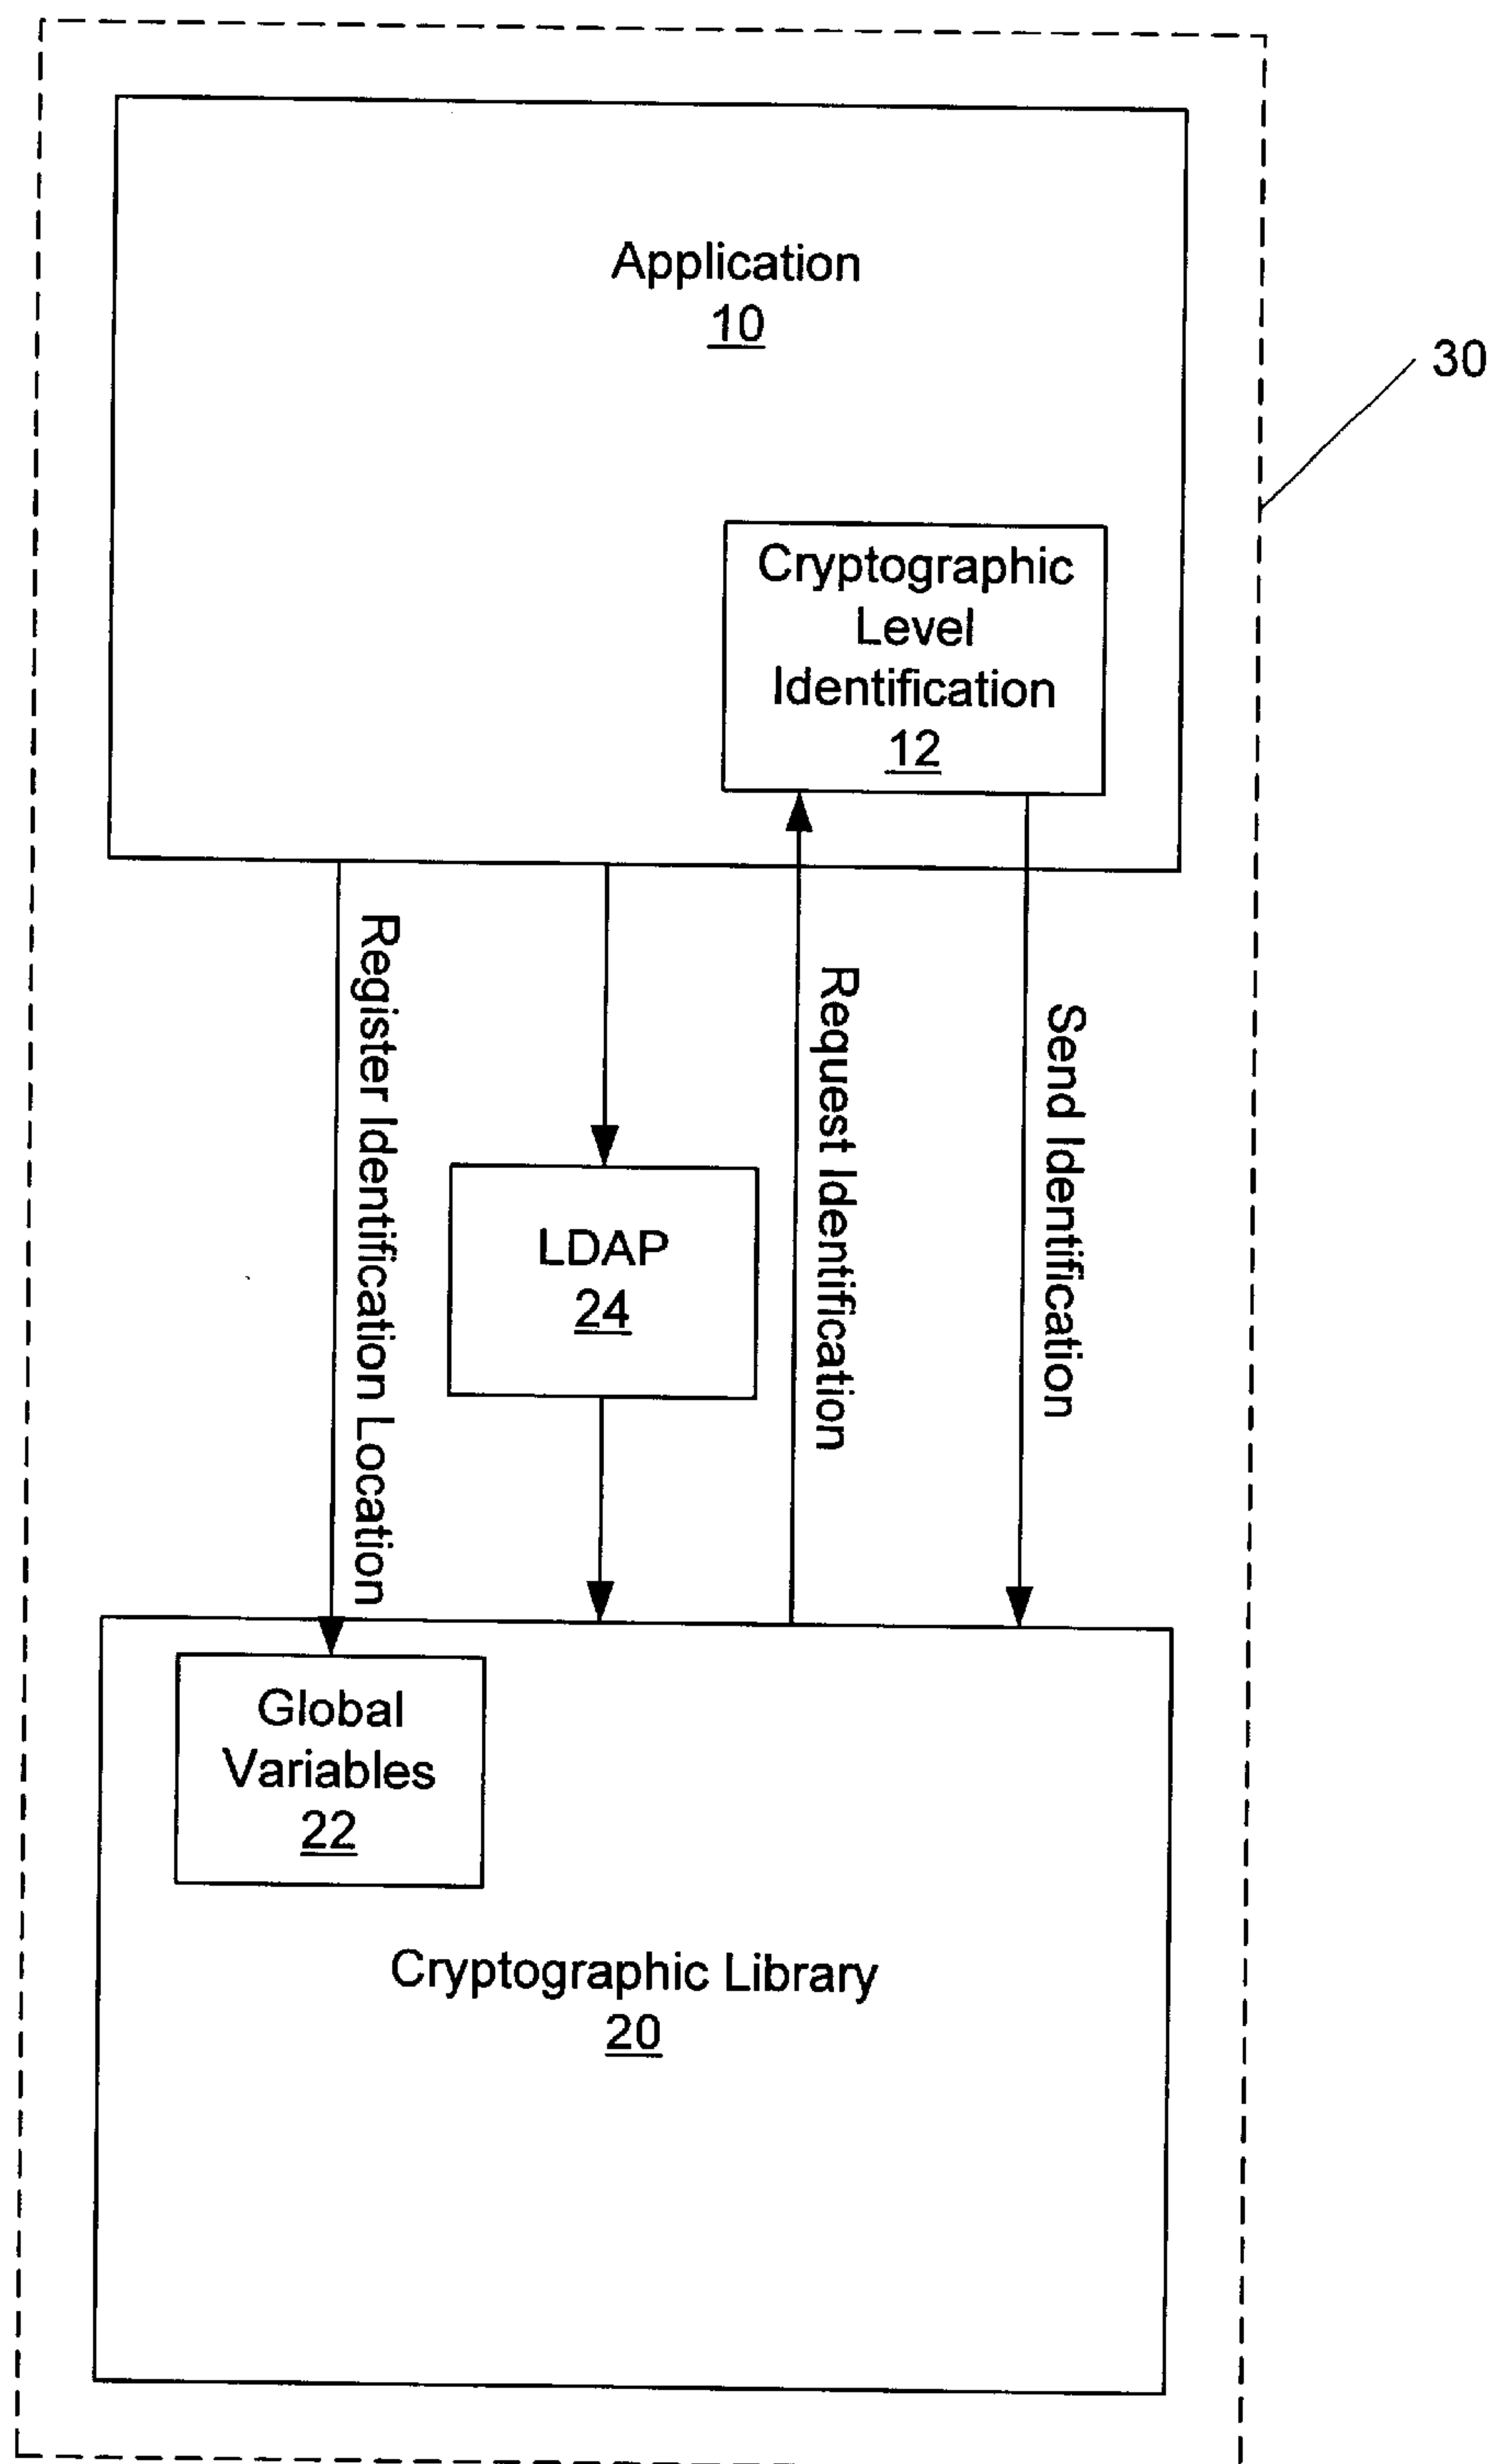 Application
10
30
Cryptographic
Level
Identification
12
Register Identification Location
Request Identification
Send Identification
LDAP
24
Global
Variables
22
Cryptographic Library
20